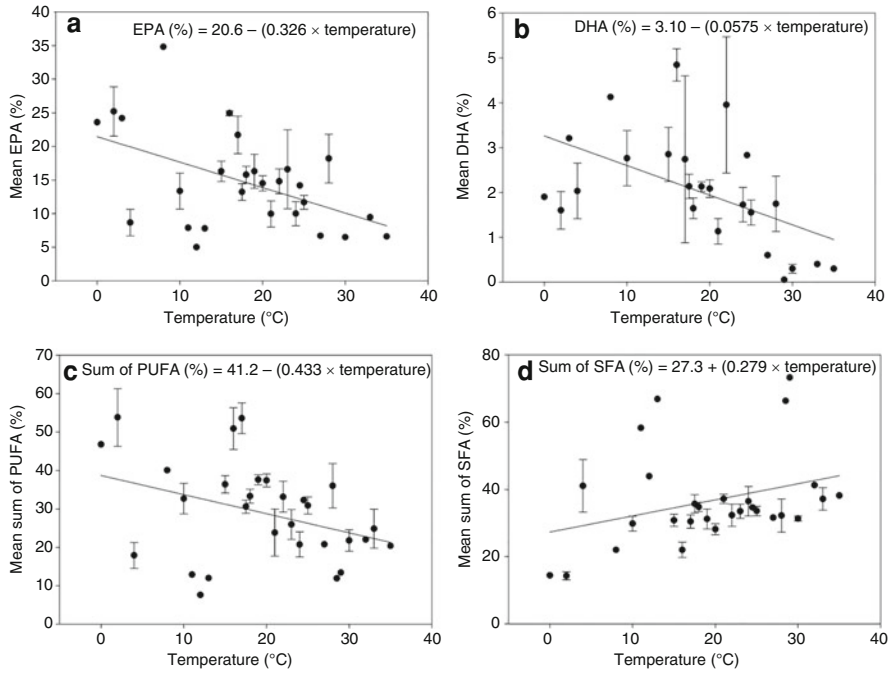 a
EPA (%) = 20.6 – (0.326 × temperature)
40
35
30
25
20
15
10
5
0
Mean EPA (%)
0 10 20 30 40
Temperature (°C)
b
DHA (%) = 3.10 – (0.0575 × temperature)
6
5
4
3
2
1
0
Mean DHA (%)
0 10 20 30 40
Temperature (°C)
c
Sum of PUFA (%) = 41.2 – (0.433 × temperature)
70
60
50
40
30
20
10
0
Mean sum of PUFA (%)
0 10 20 30 40
Temperature (°C)
d
Sum of SFA (%) = 27.3 + (0.279 × temperature)
80
60
40
20
0
Mean sum of SFA (%)
0 10 20 30 40
Temperature (°C)